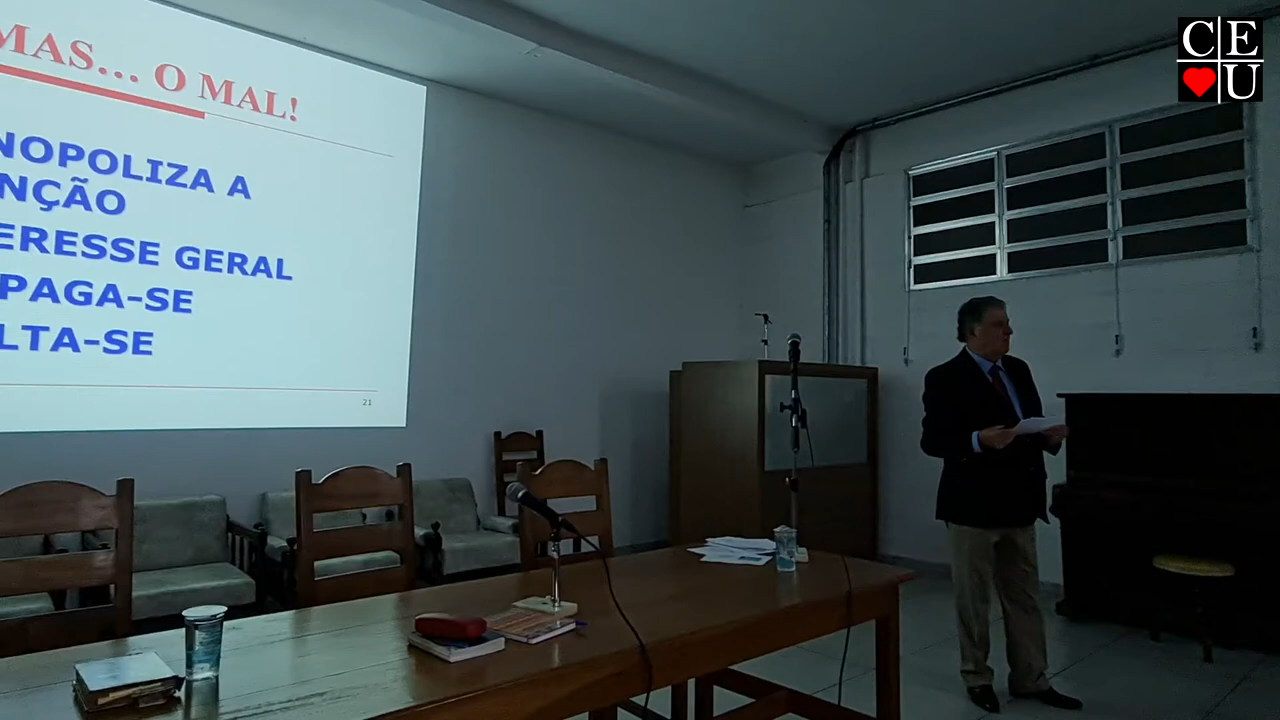 MAS... O MAL!
NOPOLIZA A
NÇÃO
ERESSE GERAL
PAGA-SE
LTA-SE
21
CE
U